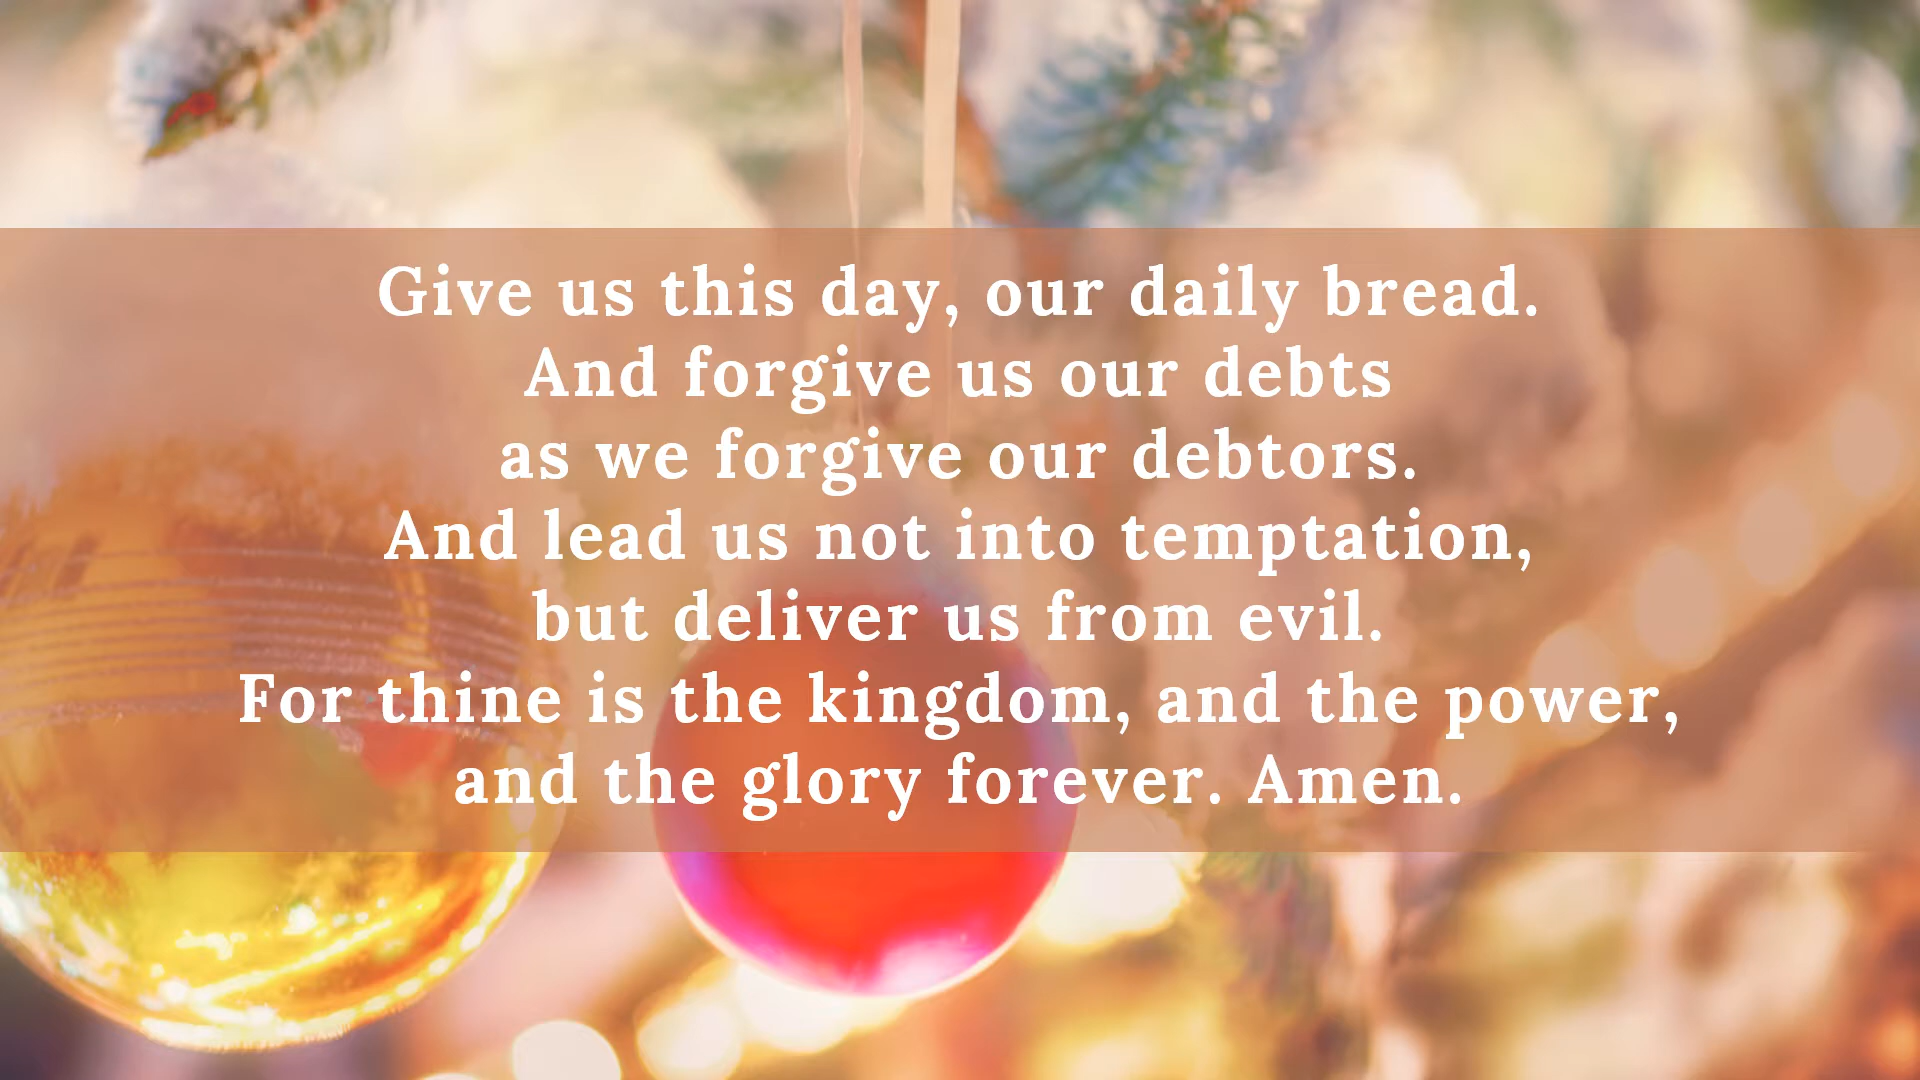 Give us this day, our daily bread.
And forgive us our debts
as we forgive our debtors.
And lead us not into temptation,
but deliver us from evil.
For thine is the kingdom, and the power,
and the glory forever. Amen.